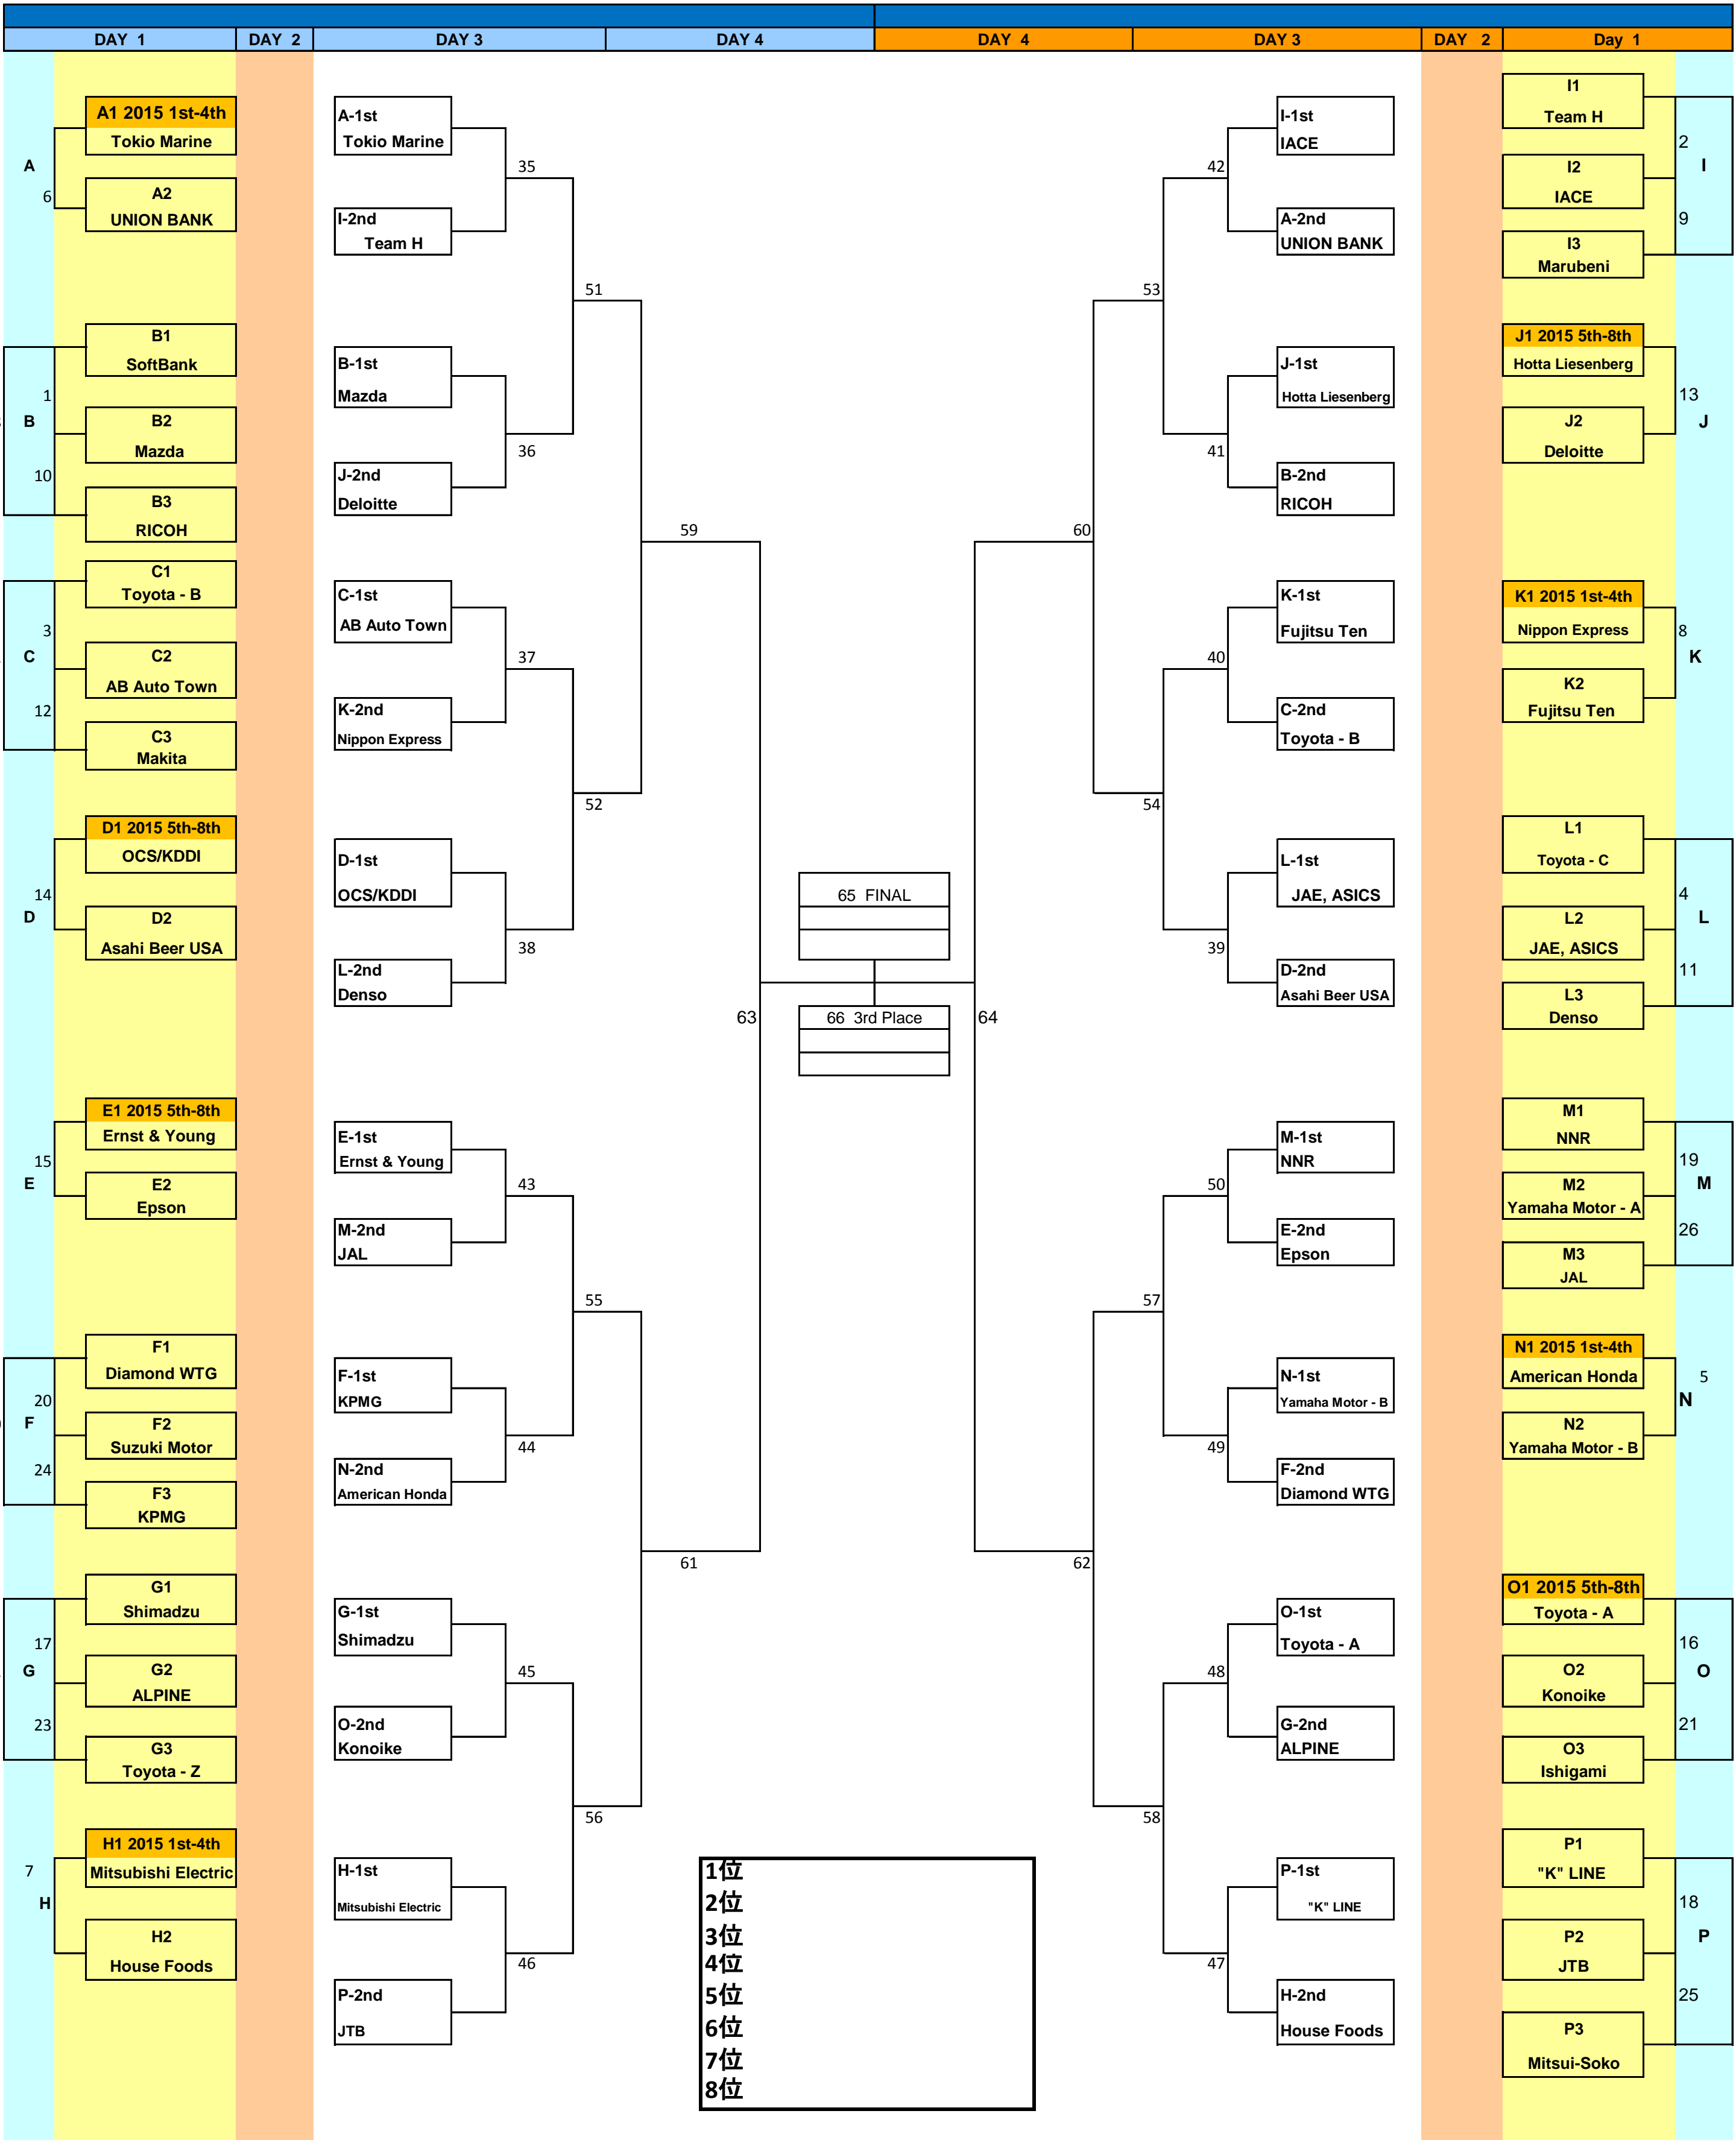 DAY 1
DAY 2
DAY 3
DAY 4
DAY 4
DAY 3
DAY 2
Day 1
A
6
A1 2015 1st-4th
Tokio Marine
A2
UNION BANK
1
B
10
B1
SoftBank
B2
Mazda
B3
RICOH
3
C
12
C1
Toyota - B
C2
AB Auto Town
C3
Makita
14
D
D1 2015 5th-8th
OCS/KDDI
D2
Asahi Beer USA
15
E
E1 2015 5th-8th
Ernst & Young
E2
Epson
20
F
24
F1
Diamond WTG
F2
Suzuki Motor
F3
KPMG
17
G
23
G1
Shimadzu
G2
ALPINE
G3
Toyota - Z
7
H
H1 2015 1st-4th
Mitsubishi Electric
H2
House Foods
A-1st
Tokio Marine
35
I-2nd
Team H
51
B-1st
Mazda
36
J-2nd
Deloitte
59
C-1st
AB Auto Town
37
K-2nd
Nippon Express
52
D-1st
OCS/KDDI
38
L-2nd
Denso
63
E-1st
Ernst & Young
43
M-2nd
JAL
55
F-1st
KPMG
44
N-2nd
American Honda
61
G-1st
Shimadzu
45
O-2nd
Konoike
56
H-1st
Mitsubishi Electric
46
P-2nd
JTB
65 FINAL
66 3rd Place
1位
2位
3位
4位
5位
6位
7位
8位
I-1st
IACE
42
A-2nd
UNION BANK
53
J-1st
Hotta Liesenberg
41
B-2nd
RICOH
60
K-1st
Fujitsu Ten
40
C-2nd
Toyota - B
54
L-1st
JAE, ASICS
39
D-2nd
Asahi Beer USA
64
M-1st
NNR
50
E-2nd
Epson
57
N-1st
Yamaha Motor - B
49
F-2nd
Diamond WTG
62
O-1st
Toyota - A
48
G-2nd
ALPINE
58
P-1st
"K" LINE
47
H-2nd
House Foods
I1
Team H
I2
IACE
I3
Marubeni
2
I
9
J1 2015 5th-8th
Hotta Liesenberg
J2
Deloitte
13
J
K1 2015 1st-4th
Nippon Express
K2
Fujitsu Ten
8
K
L1
Toyota - C
L2
JAE, ASICS
L3
Denso
4
L
11
M1
NNR
M2
Yamaha Motor - A
M3
JAL
19
M
26
N1 2015 1st-4th
American Honda
N2
Yamaha Motor - B
5
N
O1 2015 5th-8th
Toyota - A
O2
Konoike
O3
Ishigami
16
O
21
P1
"K" LINE
P2
JTB
P3
Mitsui-Soko
18
P
25